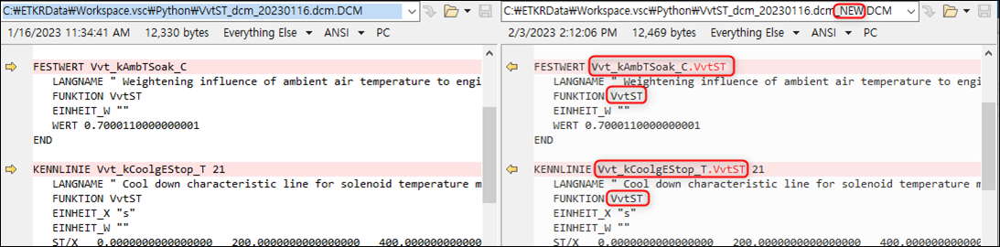 C:₩ETKRData₩Workspace.vsc₩Python₩VvtST_dcm_20230116.dcm.DCM
1/16/2023 11:34:41 AM 12,330 bytes Everything Else ANSI PC
FESTWERT Vvt_kAmbTSoak_C
LANGNAME " Weightening influence of ambient air temperature to engi
FUNKTION VvtST
EINHEIT_W ""
WERT 0.7000110000000001
END
KENNLINIE Vvt_kCoolgEStop_T 21
LANGNAME " Cool down characteristic line for solenoid temperature m
FUNKTION VvtST
EINHEIT_X "s"
EINHEIT_W ""
ST/X 0.0000000000000000 200.0000000000000 400.000000000000
C:₩ETKRData₩Workspace.vsc₩Python₩VvtST_dcm_20230116.dcm_NEW.DCM
2/3/2023 2:12:06 PM 12,469 bytes Everything Else ANSI PC
FESTWERT Vvt_kAmbTSoak_C.VvtST
LANGNAME " Weightening influence of ambient air temperature to engi
FUNKTION VvtST
EINHEIT_W ""
WERT 0.7000110000000001
END
KENNLINIE Vvt_kCoolgEStop_T.VvtST 21
LANGNAME " Cool down characteristic line for solenoid temperature m
FUNKTION VvtST
EINHEIT_X "s"
EINHEIT_W ""
ST/X 0.0000000000000000 200.0000000000000 400.000000000000